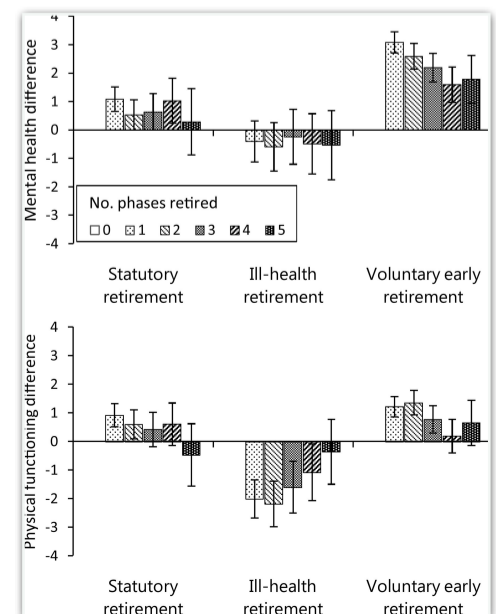 4
3
2
1
0
-1
-2
-3
-4
Mental health difference
No. phases retired
0 1 2 3 4 5
Statutory retirement
Ill-health retirement
Voluntary early retirement
4
3
2
1
0
-1
-2
-3
-4
Physical functioning difference
Statutory retirement
Ill-health retirement
Voluntary early retirement